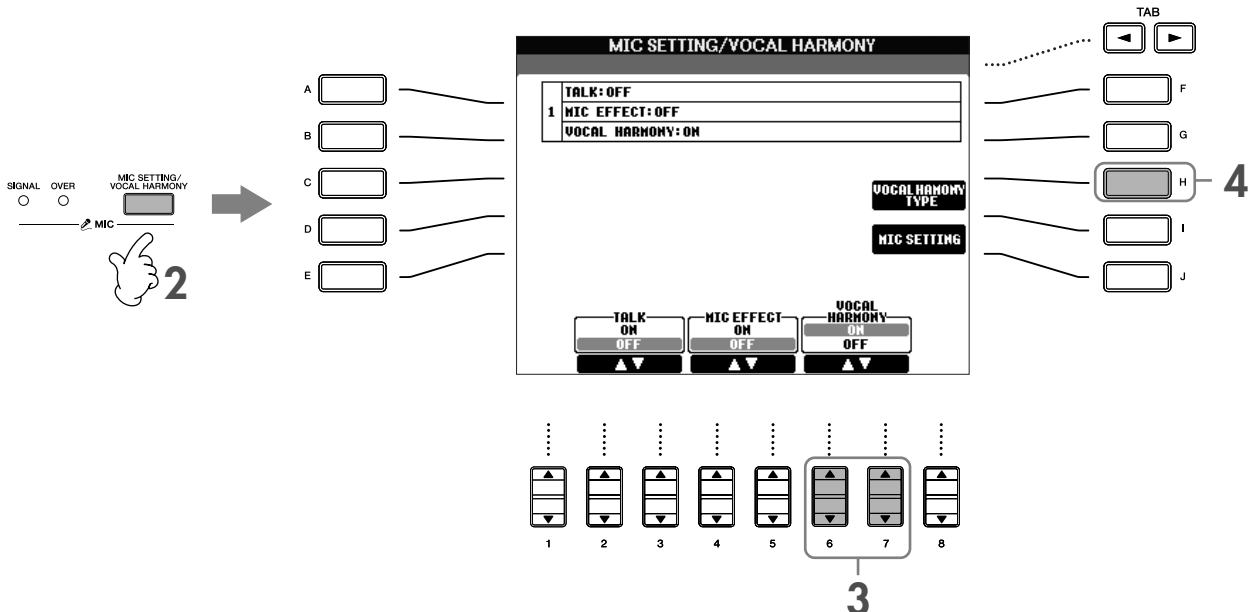 TAB
MIC SETTING/VOCAL HARMONY
A
F
TALK:OFF
1 MIC EFFECT:OFF
VOCAL HARMONY:ON
B
G
SIGNAL OVER MIC SETTING/
VOCAL HARMONY
MIC
2
C
VOCAL HAMONY
TYPE
H
4
D
MIC SETTING
I
E
J
TALK
ON
OFF
MIC EFFECT
ON
OFF
VOCAL
HARMONY
ON
OFF
1 2 3 4 5 6 7 8
3